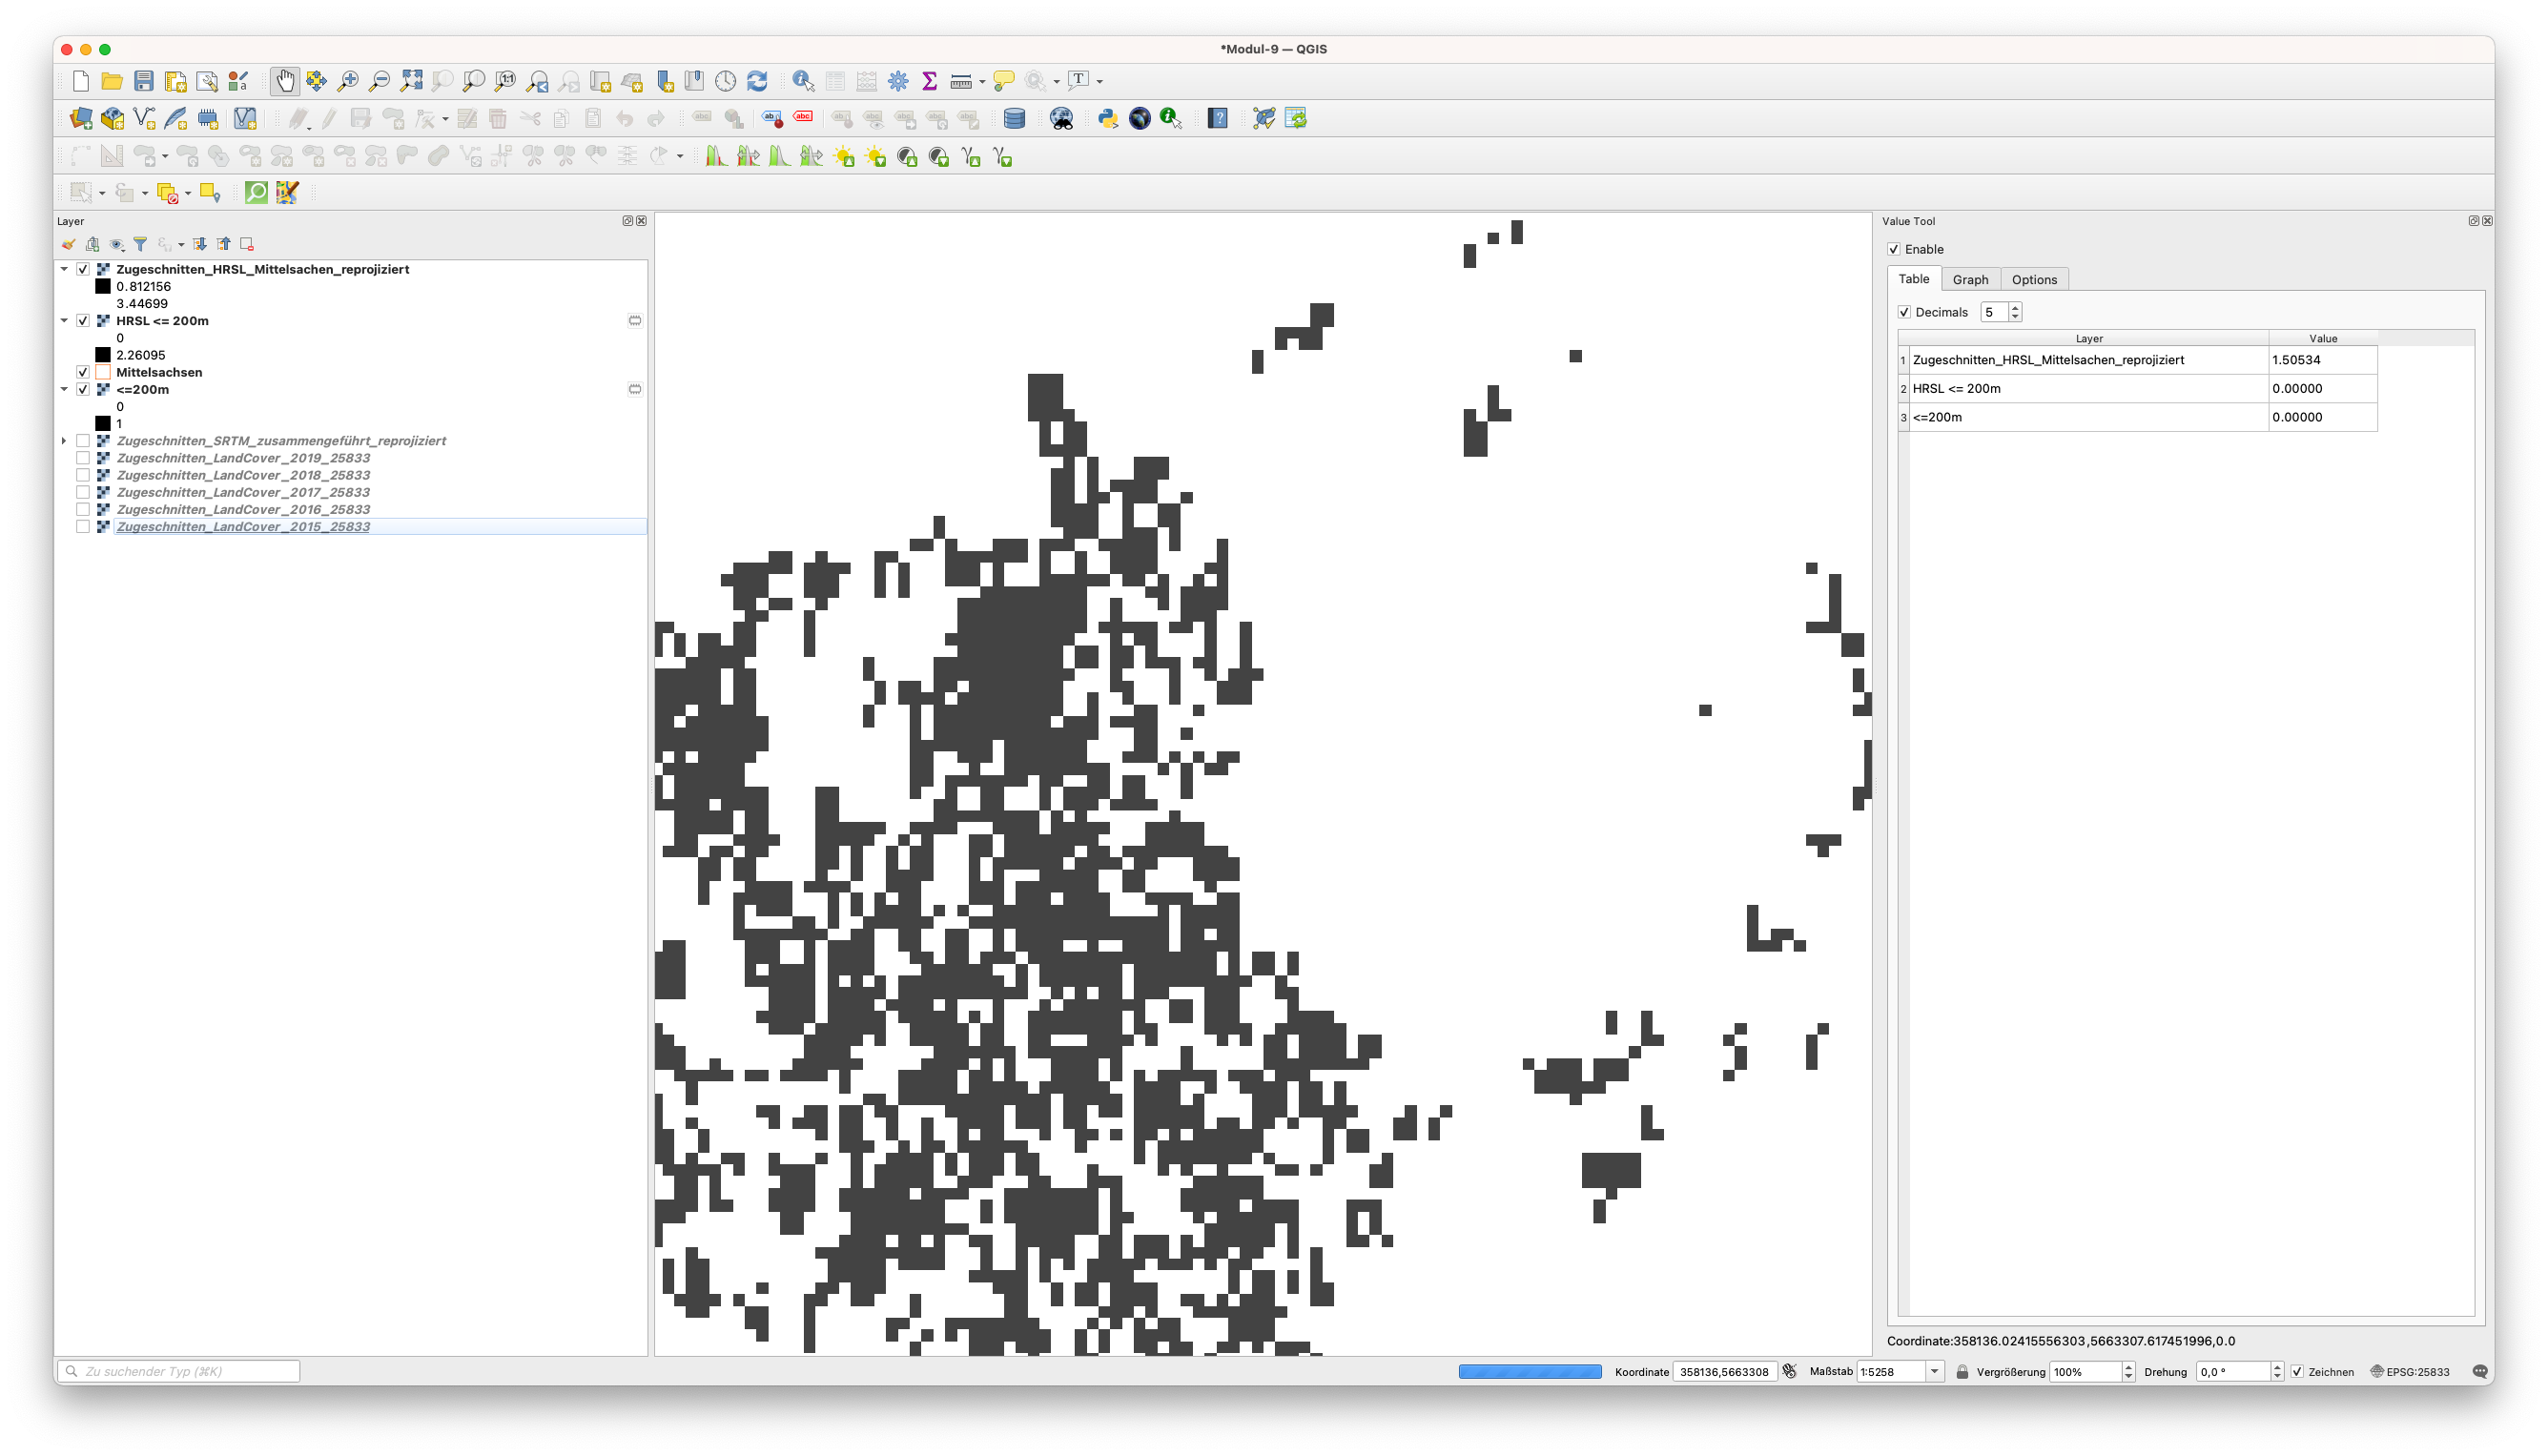 *Modul-9 — QGIS
Layer
Zugeschnitten_HRSL_Mittelsachen_reprojiziert
0.812156
3.44699
HRSL <= 200m
0
2.26095
Mittelsachsen
<=200m
0
1
Zugeschnitten_SRTM_zusammengeführt_reprojiziert
Zugeschnitten_LandCover_2019_25833
Zugeschnitten_LandCover_2018_25833
Zugeschnitten_LandCover_2017_25833
Zugeschnitten_LandCover_2016_25833
Zugeschnitten_LandCover_2015_25833
Value Tool
Enable
Table Graph Options
Decimals 5
Layer Value
1 Zugeschnitten_HRSL_Mittelsachen_reprojiziert 1.50534
2 HRSL <= 200m 0.00000
3 <=200m 0.00000
Coordinate:358136.02415556303,5663307.617451996,0.0
Zu suchender Typ (⌘K) Koordinate 358136,5663308 Maßstab 1:5258 Vergrößerung 100% Drehung 0,0 ° Zeichnen EPSG:25833